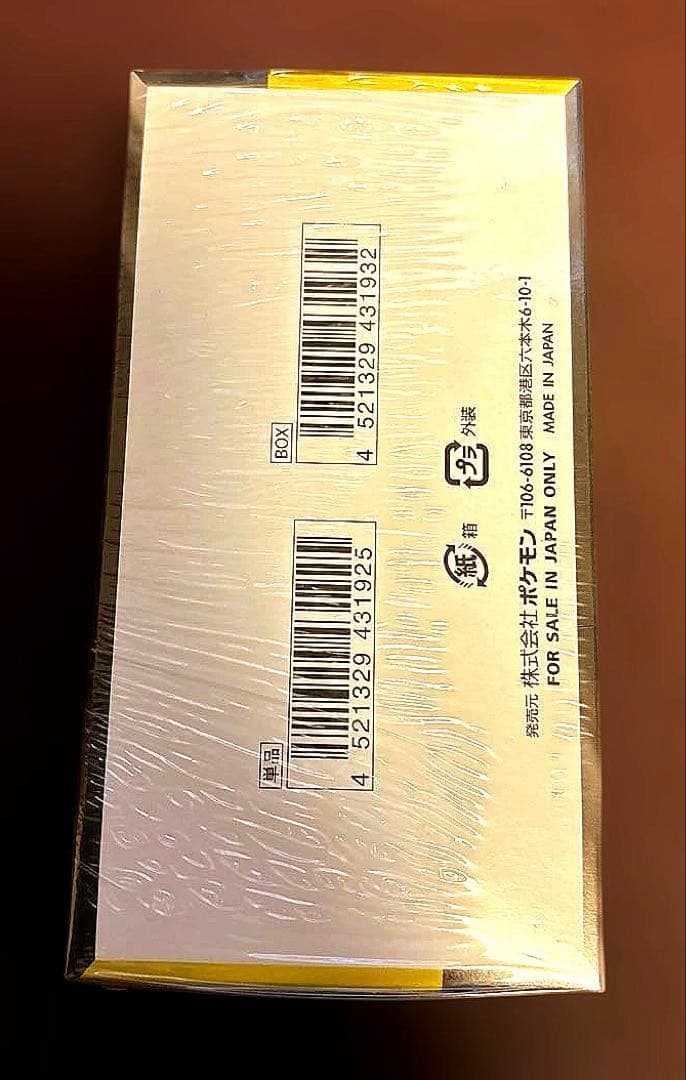 単品
4 521329 431925
BOX
4 521329 431932
紙 箱
プラ 外装
発売元 株式会社 ポケモン 〒106-6108 東京都港区六本木6-10-1
FOR SALE IN JAPAN ONLY MADE IN JAPAN